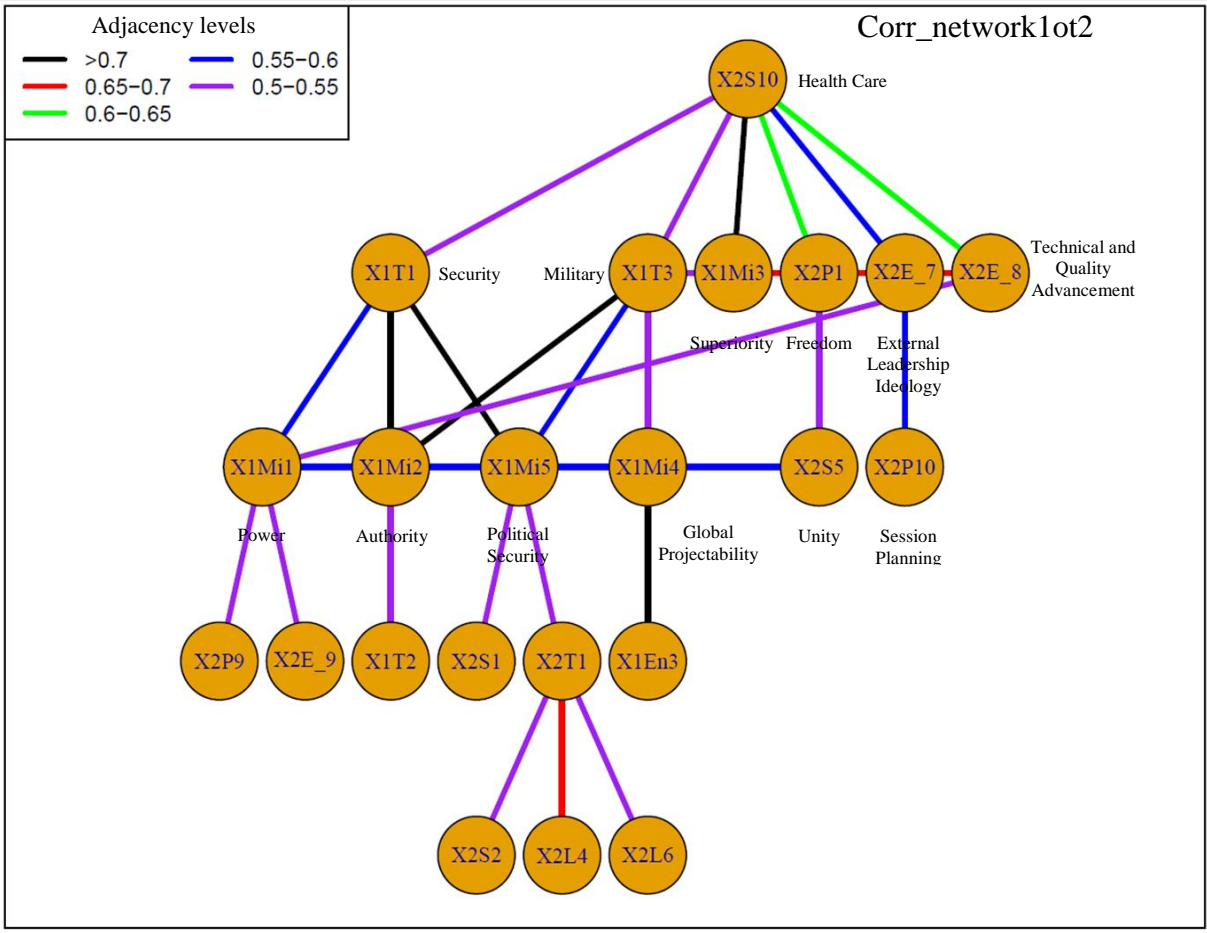 Adjacency levels
>0.7
0.55−0.6
0.65−0.7
0.5−0.55
0.6−0.65
Corr_network1ot2
X2S10
Health Care
X1T1
Security
Military
X1T3
X1Mi3
X2P1
X2E_7
X2E_8
Technical and
Quality
Advancement
Superiority
Freedom
External
Leadership
Ideology
X1Mi1
X1Mi2
X1Mi5
X1Mi4
X2S5
X2P10
Power
Authority
Political
Security
Global
Projectability
Unity
Session
Planning
X2P9
X2E_9
X1T2
X2S1
X2T1
X1En3
X2S2
X2L4
X2L6